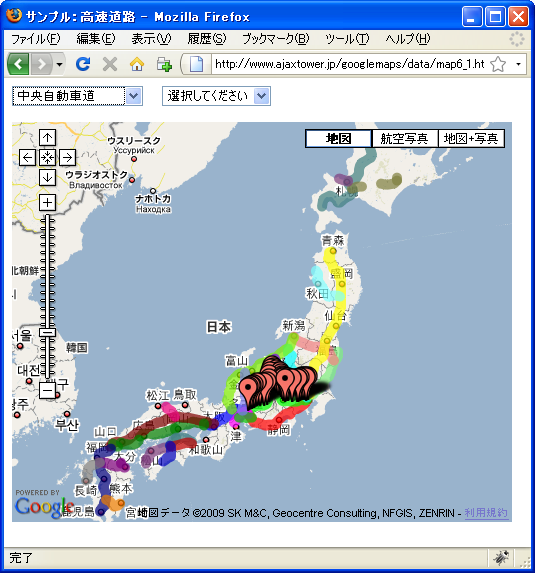 サンプル：高速道路 - Mozilla Firefox
ファイル(F) 編集(E) 表示(V) 履歴(S) ブックマーク(B) ツール(T) ヘルプ(H)
http://www.ajaxtower.jp/googlemaps/data/map6_1.ht
中央自動車道 選択してください
地図 航空写真 地図+写真
ウスリースク
Уссурийск
ウラジオストク
Владивосток
ナホトカ
Находка
札
青森
北朝鮮
盛岡
秋田
仙台
新潟
日本
韓国
富山
대전
松江 鳥取
부산
山口 広島
大阪
福岡
津
静岡
大分
和歌山
長崎
熊本
鹿児島
宮
POWERED BY
Google
地図データ ©2009 SK M&C, Geocentre Consulting, NFGIS, ZENRIN - 利用規約
完了